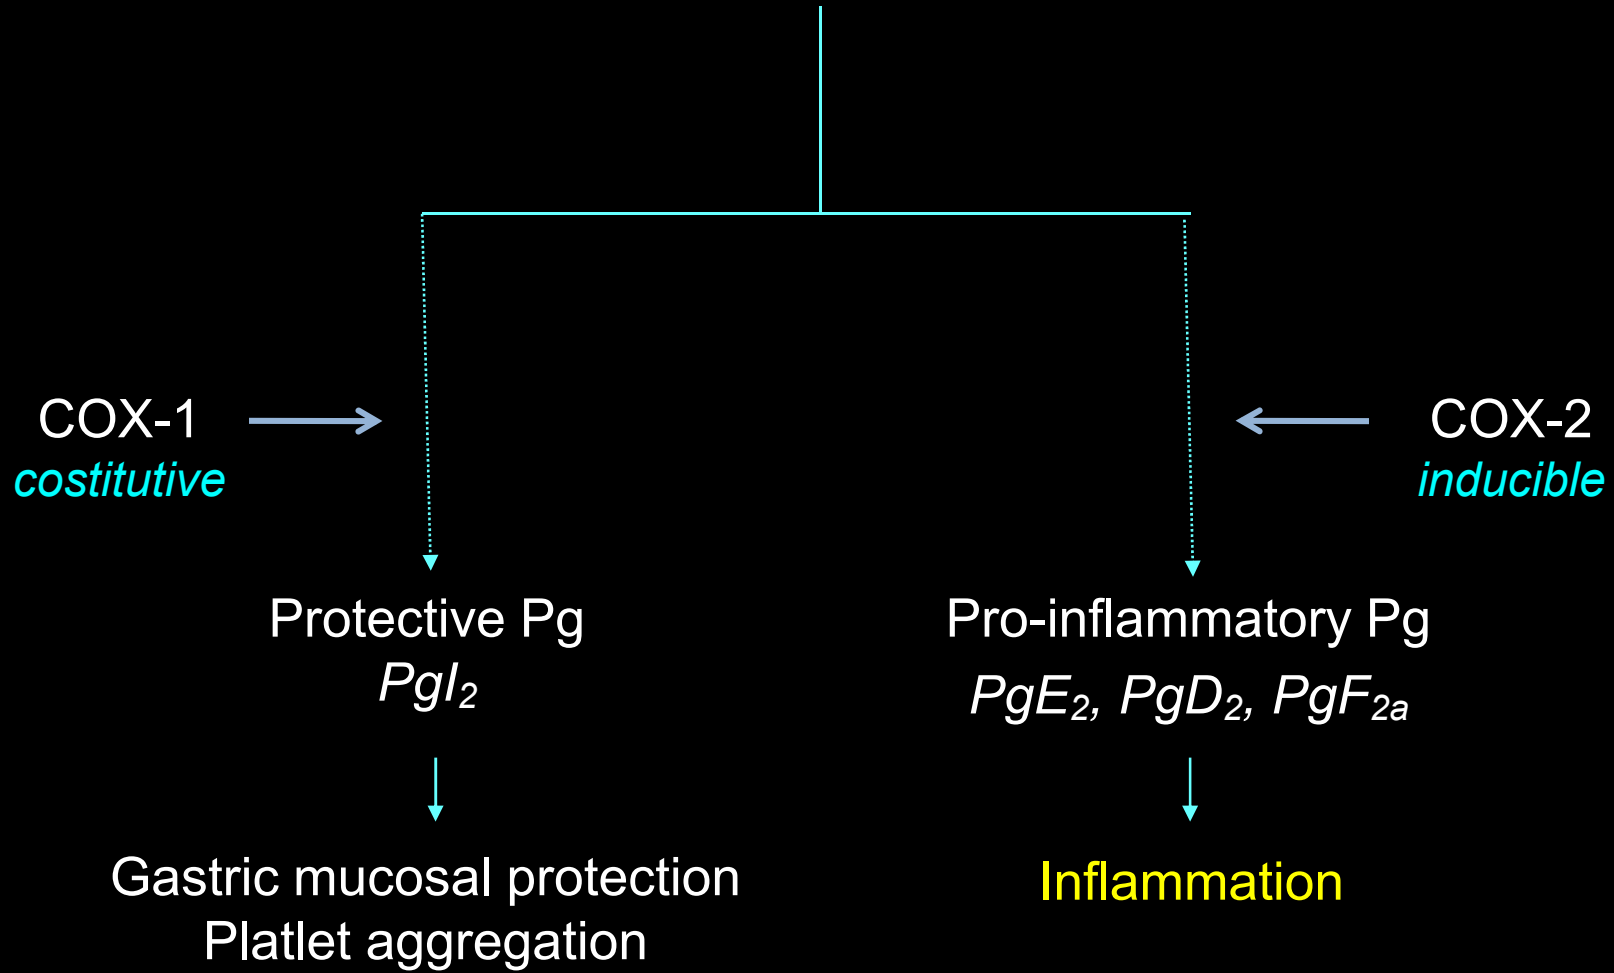 COX-1
costitutive
COX-2
inducible
Protective Pg
PgI₂
Pro-inflammatory Pg
PgE₂, PgD₂, PgF₂ₐ
Gastric mucosal protection
Platlet aggregation
Inflammation